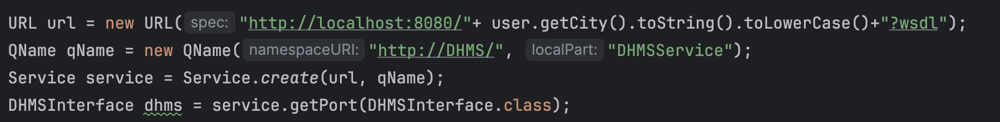 URL url = new URL( spec: "http://localhost:8080/"+ user.getCity().toString().toLowerCase()+"?wsdl");
QName qName = new QName( namespaceURI: "http://DHMS/", localPart: "DHMSService");
Service service = Service.create(url, qName);
DHMSInterface dhms = service.getPort(DHMSInterface.class);